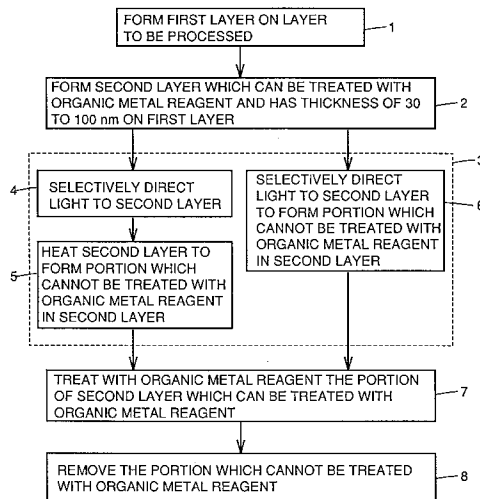 FORM FIRST LAYER ON LAYER
TO BE PROCESSED
1
FORM SECOND LAYER WHICH CAN BE TREATED WITH
ORGANIC METAL REAGENT AND HAS THICKNESS OF 30
TO 100 nm ON FIRST LAYER
2
3
4
SELECTIVELY DIRECT
LIGHT TO SECOND LAYER
5
HEAT SECOND LAYER TO
FORM PORTION WHICH
CANNOT BE TREATED WITH
ORGANIC METAL REAGENT
IN SECOND LAYER
SELECTIVELY DIRECT
LIGHT TO SECOND LAYER
TO FORM PORTION WHICH
CANNOT BE TREATED WITH
ORGANIC METAL REAGENT
IN SECOND LAYER
6
TREAT WITH ORGANIC METAL REAGENT THE PORTION
OF SECOND LAYER WHICH CAN BE TREATED WITH
ORGANIC METAL REAGENT
7
REMOVE THE PORTION WHICH CANNOT BE TREATED
WITH ORGANIC METAL REAGENT
8